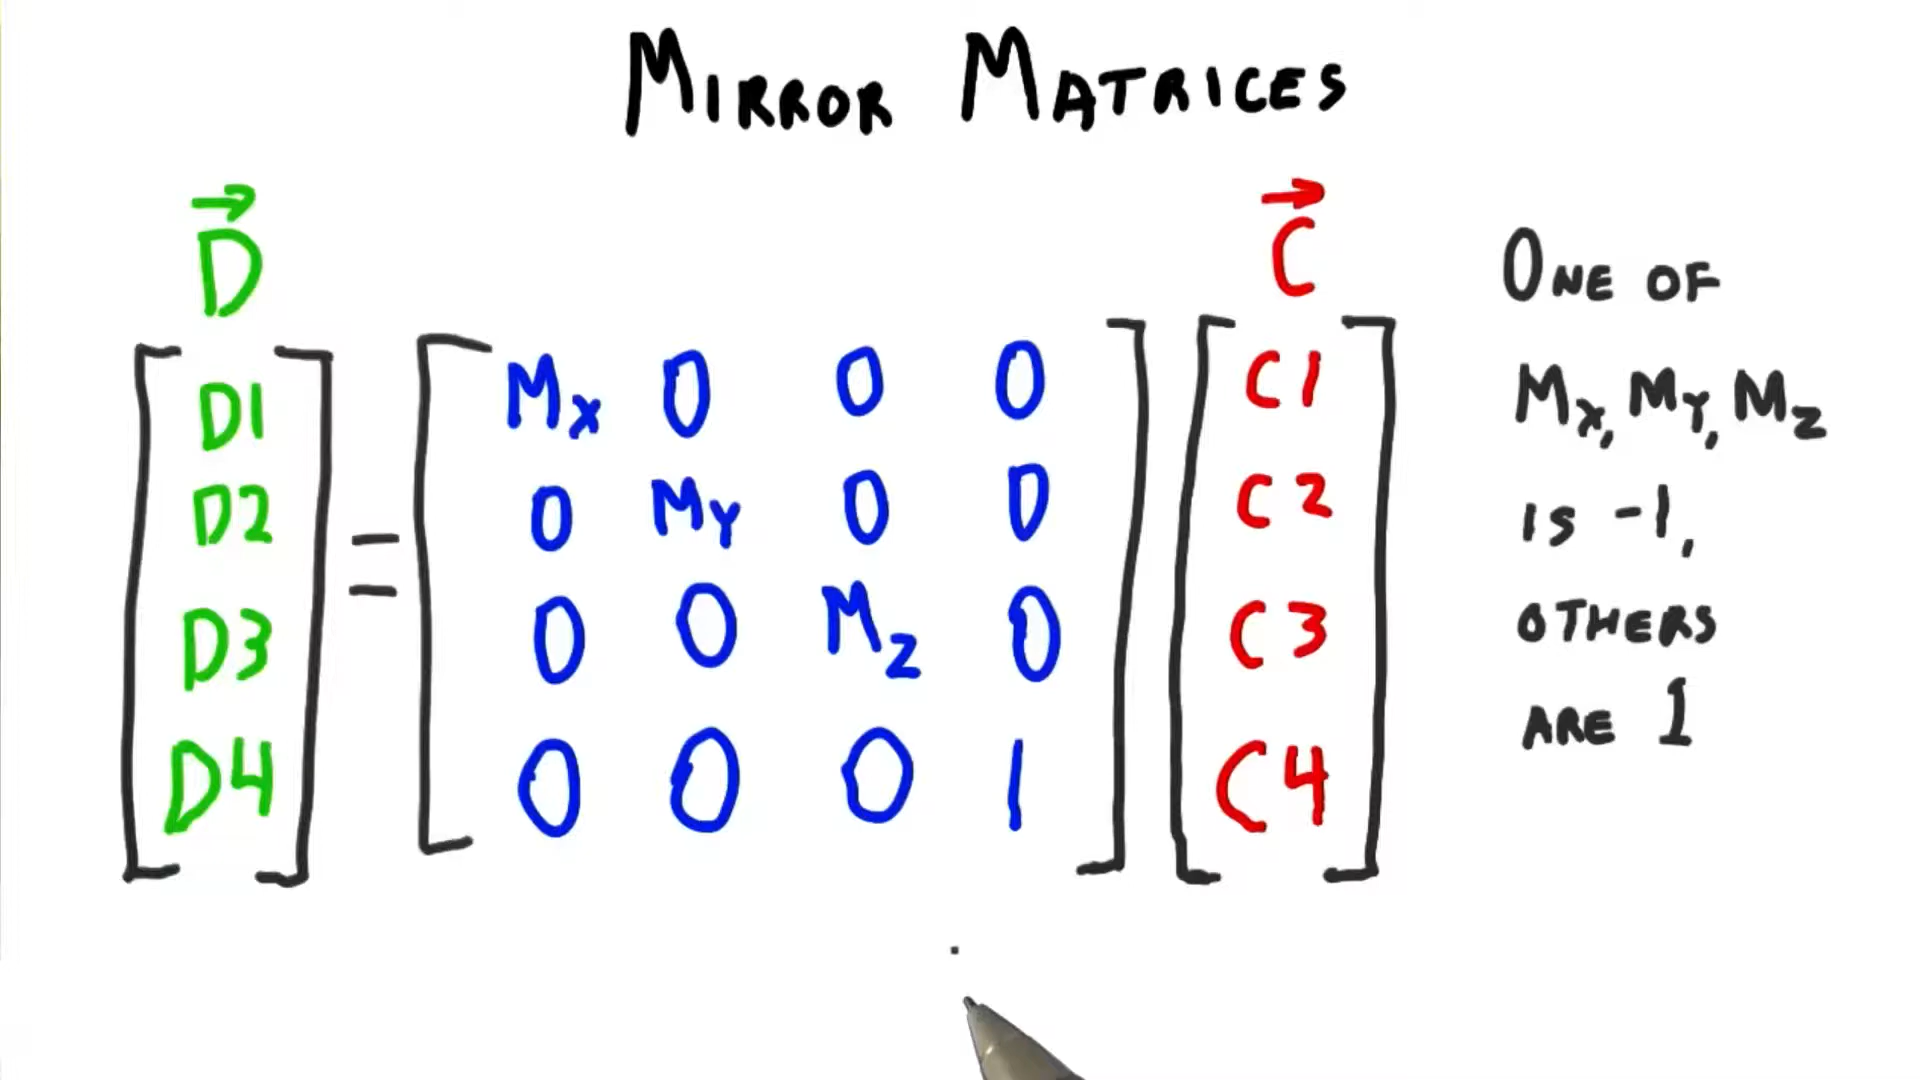 MIRROR MATRICES
D C
D1 = Mx 0 0 0 C1
D2 0 MY 0 0 C2
D3 0 0 Mz 0 C3
D4 0 0 0 1 C4
ONE OF
Mx, MY, Mz
IS -1,
OTHERS
ARE 1